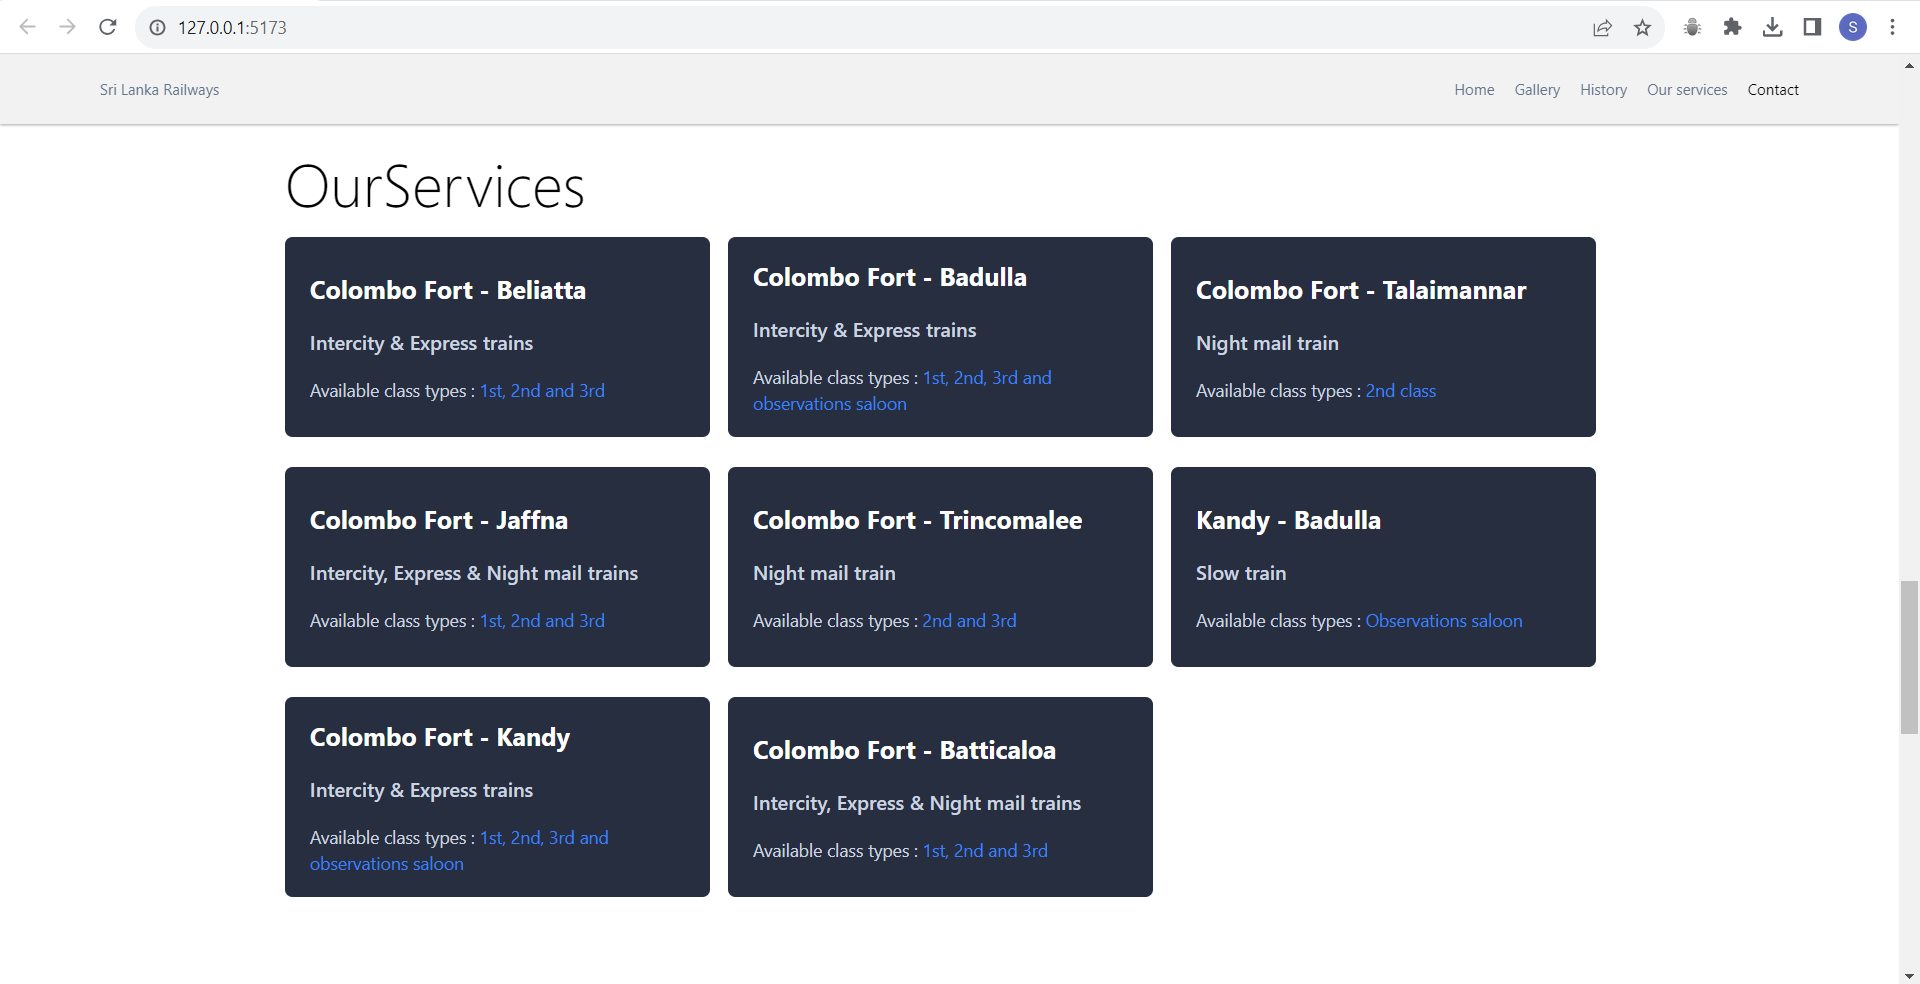 127.0.0.1:5173
S
Sri Lanka Railways
Home Gallery History Our services Contact
OurServices
Colombo Fort - Beliatta
Intercity & Express trains
Available class types : 1st, 2nd and 3rd
Colombo Fort - Badulla
Intercity & Express trains
Available class types : 1st, 2nd, 3rd and
observations saloon
Colombo Fort - Talaimannar
Night mail train
Available class types : 2nd class
Colombo Fort - Jaffna
Intercity, Express & Night mail trains
Available class types : 1st, 2nd and 3rd
Colombo Fort - Trincomalee
Night mail train
Available class types : 2nd and 3rd
Kandy - Badulla
Slow train
Available class types : Observations saloon
Colombo Fort - Kandy
Intercity & Express trains
Available class types : 1st, 2nd, 3rd and
observations saloon
Colombo Fort - Batticaloa
Intercity, Express & Night mail trains
Available class types : 1st, 2nd and 3rd